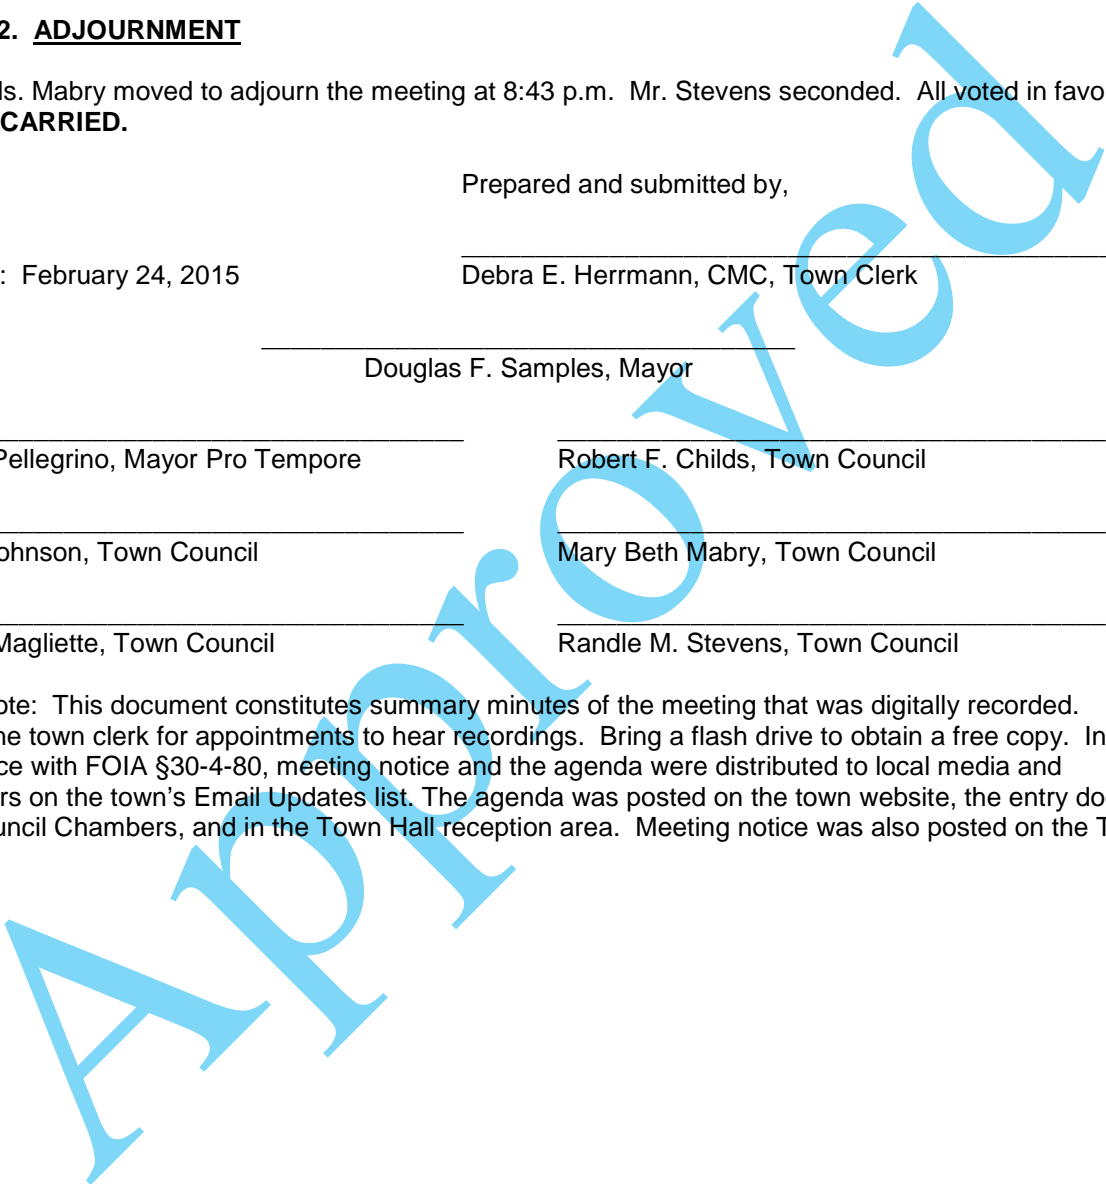 2. ADJOURNMENT
s. Mabry moved to adjourn the meeting at 8:43 p.m. Mr. Stevens seconded. All voted in favo
CARRIED.
Prepared and submitted by,
: February 24, 2015
Debra E. Herrmann, CMC, Town Clerk
Douglas F. Samples, Mayor
Pellegrino, Mayor Pro Tempore
Robert F. Childs, Town Council
ohnson, Town Council
Mary Beth Mabry, Town Council
Magliette, Town Council
Randle M. Stevens, Town Council
ote: This document constitutes summary minutes of the meeting that was digitally recorded.
he town clerk for appointments to hear recordings. Bring a flash drive to obtain a free copy. In
ce with FOIA §30-4-80, meeting notice and the agenda were distributed to local media and
rs on the town's Email Updates list. The agenda was posted on the town website, the entry do
uncil Chambers, and in the Town Hall reception area. Meeting notice was also posted on the T
Approved